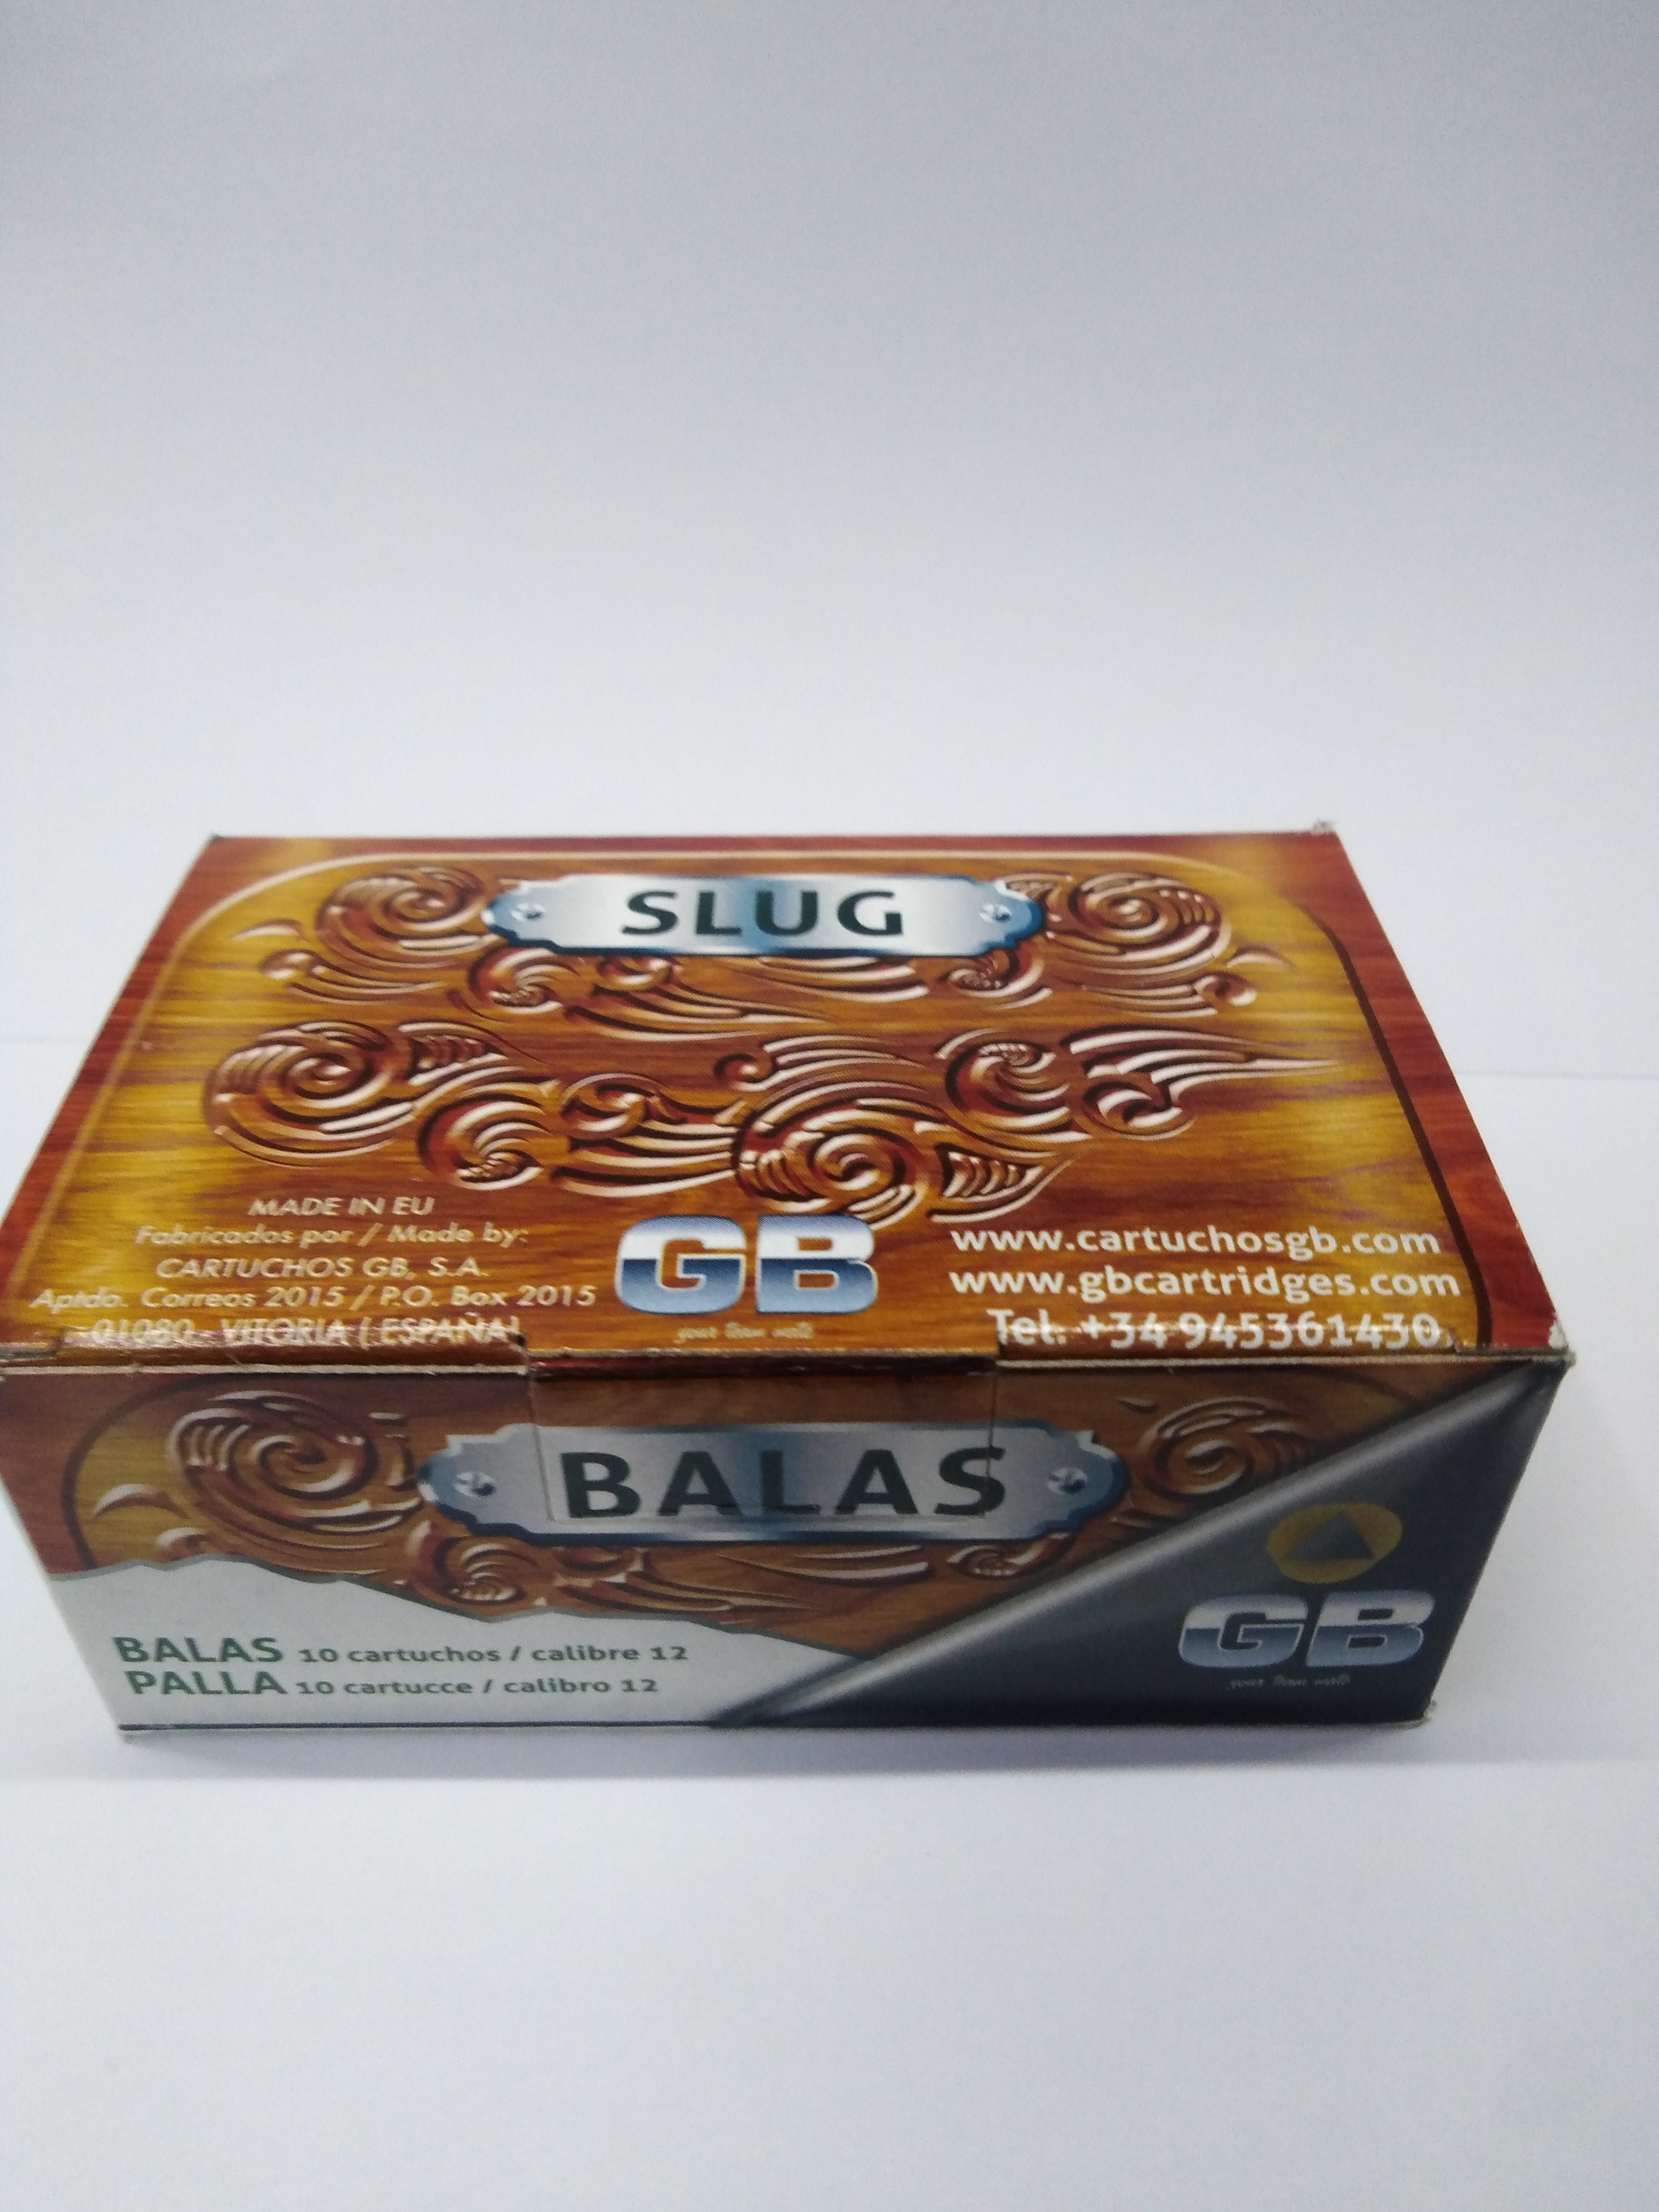 SLUG
MADE IN EU
Fabricados por / Made by:
CARTUCHOS GB, S.A.
Aptdo. Correos 2015 / P.O. Box 2015
01080 - VITORIA ( ESPAÑA)
GB
www.cartuchosgb.com
www.gbcartridges.com
Tel. +34 945361430
BALAS
BALAS 10 cartuchos / calibre 12
PALLA 10 cartucce / calibro 12
GB